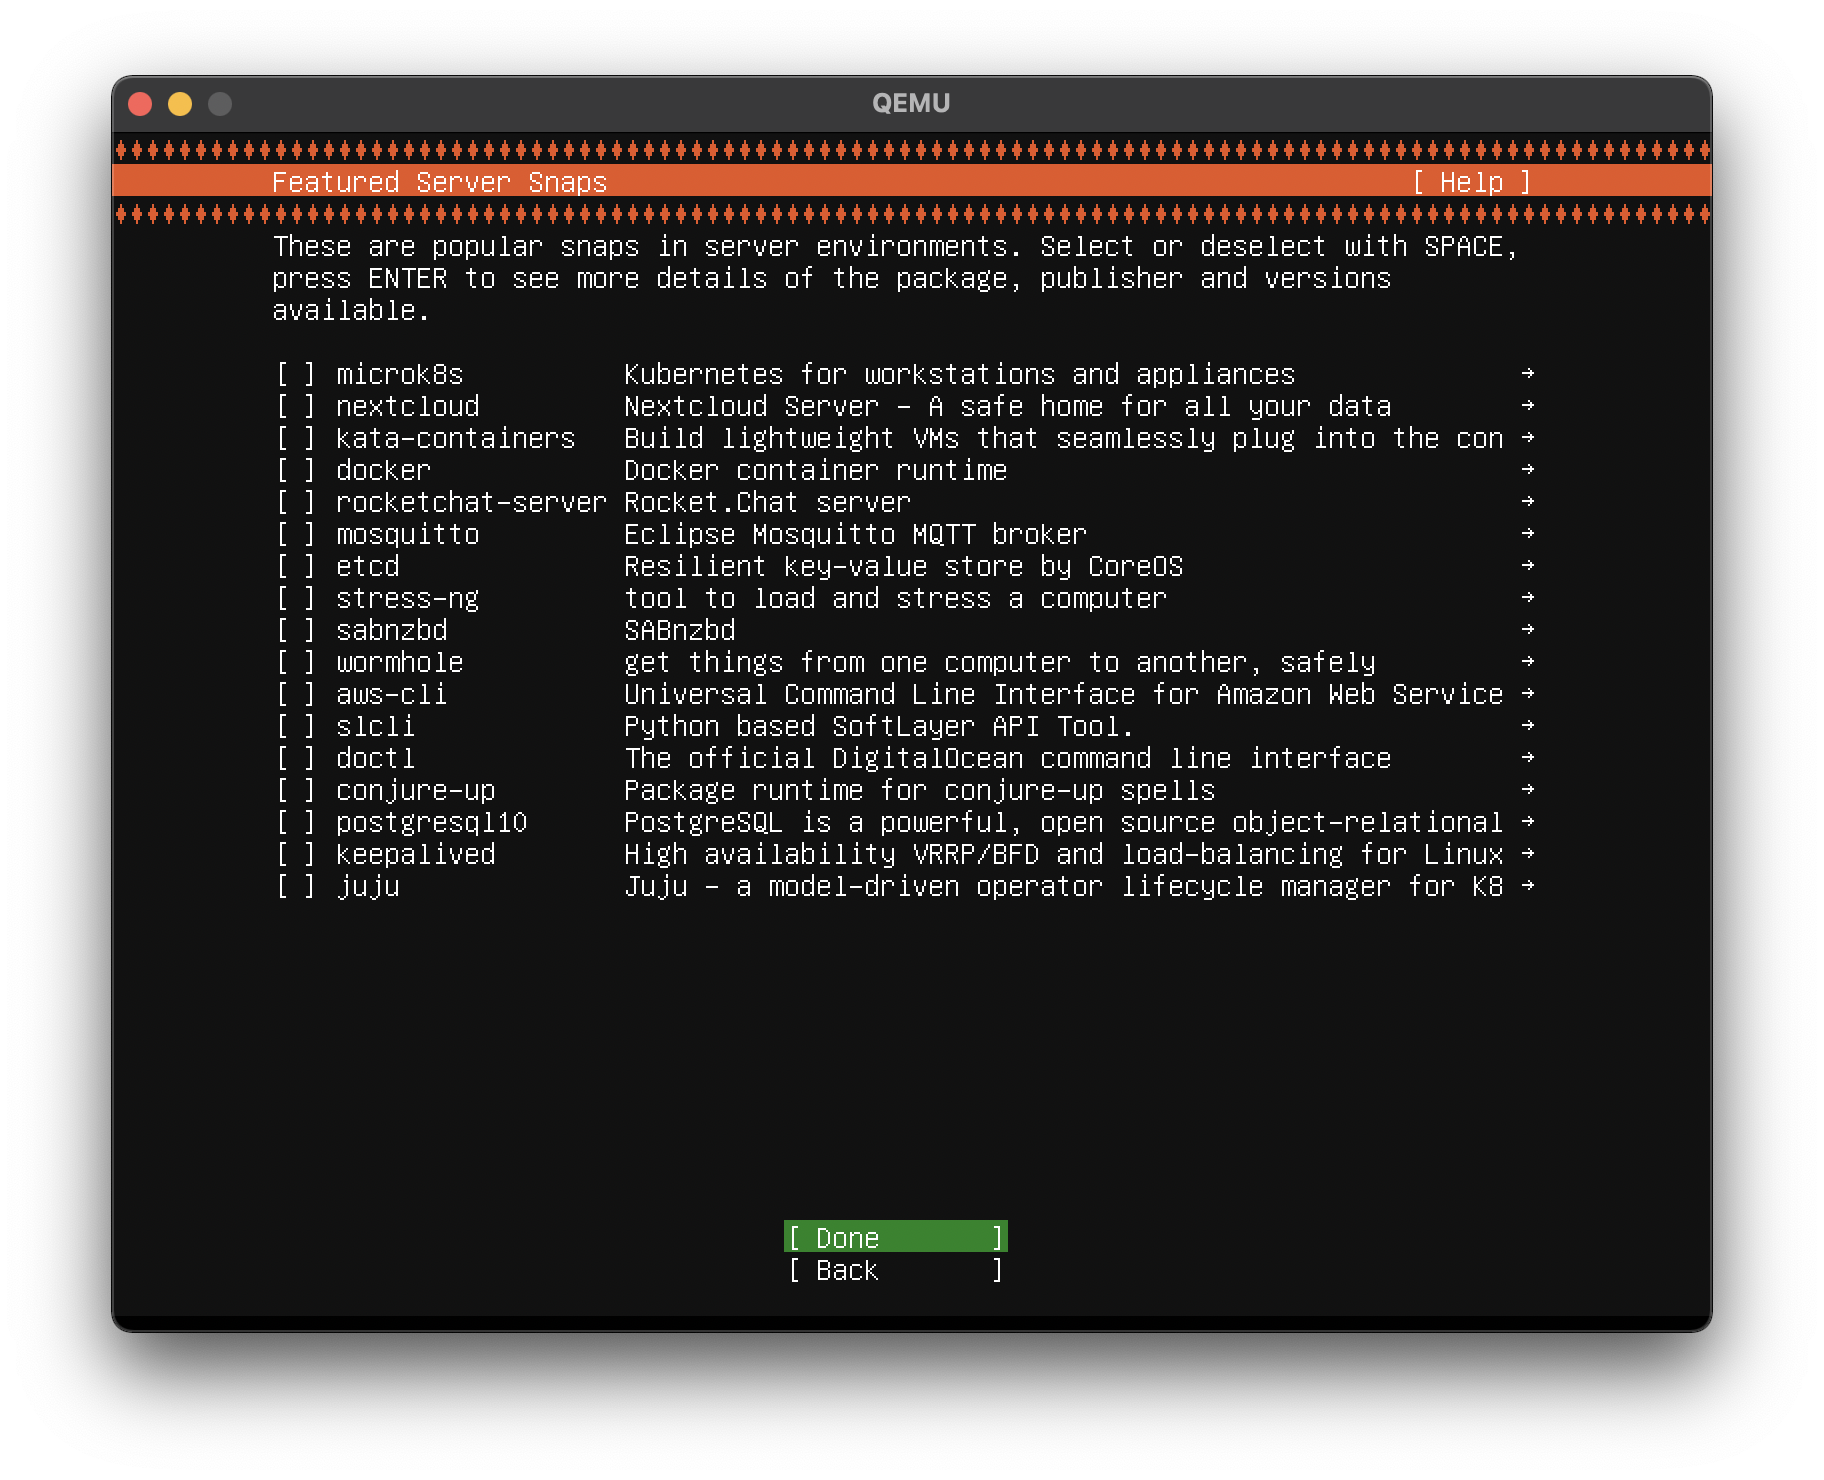 QEMU
Featured Server Snaps [ Help ]
These are popular snaps in server environments. Select or deselect with SPACE,
press ENTER to see more details of the package, publisher and versions
available.
[ ] microk8s Kubernetes for workstations and appliances →
[ ] nextcloud Nextcloud Server - A safe home for all your data →
[ ] kata-containers Build lightweight VMs that seamlessly plug into the con →
[ ] docker Docker container runtime →
[ ] rocketchat-server Rocket.Chat server →
[ ] mosquitto Eclipse Mosquitto MQTT broker →
[ ] etcd Resilient key-value store by CoreOS →
[ ] stress-ng tool to load and stress a computer →
[ ] sabnzbd SABnzbd →
[ ] wormhole get things from one computer to another, safely →
[ ] aws-cli Universal Command Line Interface for Amazon Web Service →
[ ] slcli Python based SoftLayer API Tool. →
[ ] doctl The official DigitalOcean command line interface →
[ ] conjure-up Package runtime for conjure-up spells →
[ ] postgresql10 PostgreSQL is a powerful, open source object-relational →
[ ] keepalived High availability VRRP/BFD and load-balancing for Linux →
[ ] juju Juju - a model-driven operator lifecycle manager for K8 →
[ Done ]
[ Back ]